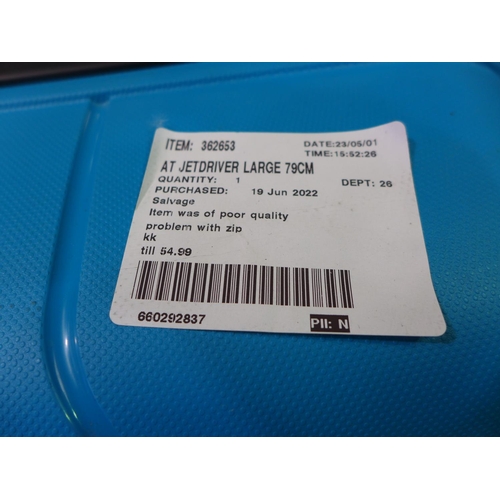 ITEM: 362653 DATE:23/05/01
TIME:15:52:26
AT JETDRIVER LARGE 79CM
QUANTITY: 1 DEPT: 26
PURCHASED: 19 Jun 2022
Salvage
Item was of poor quality
problem with zip
kk
till 54.99
660292837 PII: N